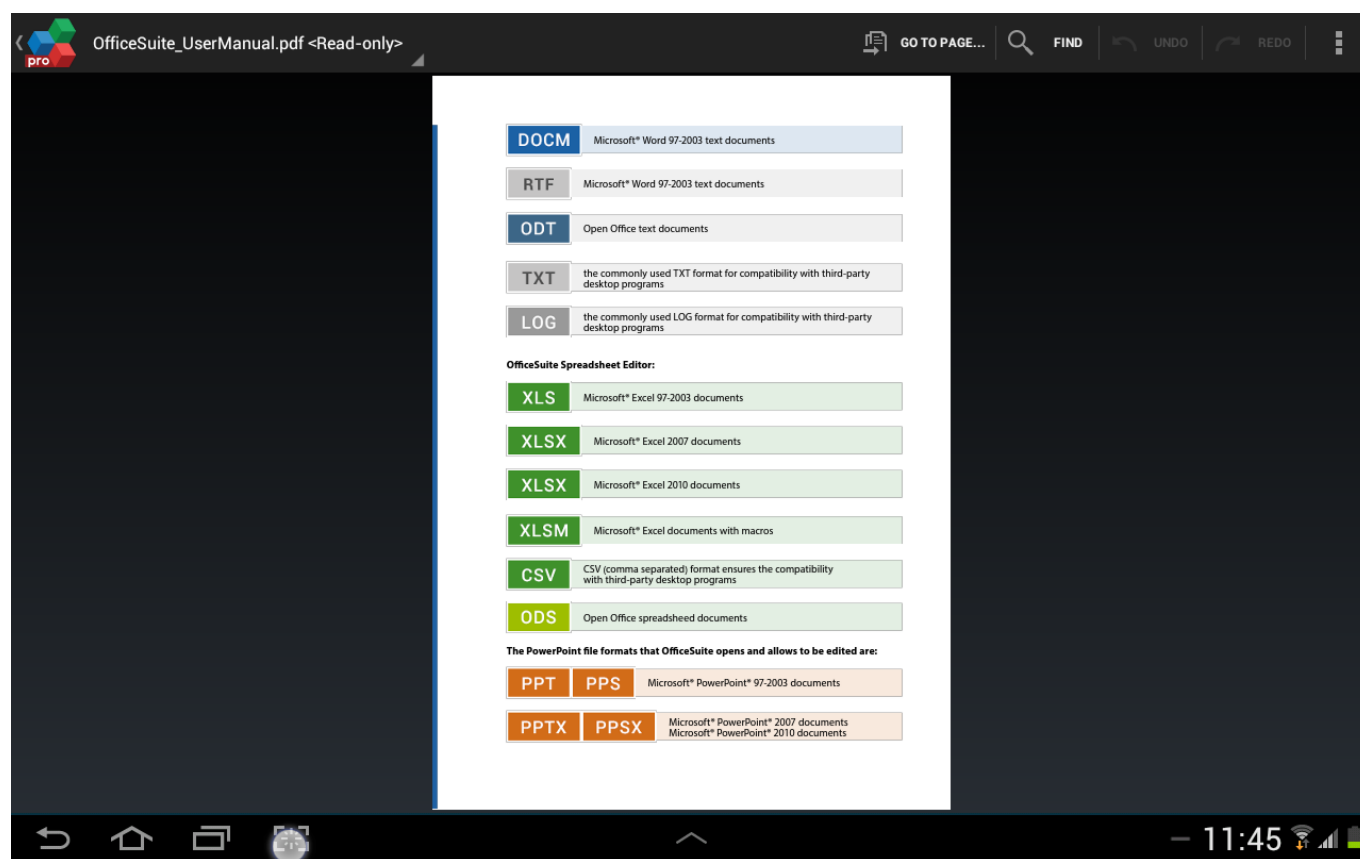 pro
OfficeSuite_UserManual.pdf <Read-only>
GO TO PAGE...
FIND
UNDO
REDO
DOCM
Microsoft® Word 97-2003 text documents
RTF
Microsoft® Word 97-2003 text documents
ODT
Open Office text documents
TXT
the commonly used TXT format for compatibility with third-party
desktop programs
LOG
the commonly used LOG format for compatibility with third-party
desktop programs
OfficeSuite Spreadsheet Editor:
XLS
Microsoft® Excel 97-2003 documents
XLSX
Microsoft® Excel 2007 documents
XLSX
Microsoft® Excel 2010 documents
XLSM
Microsoft® Excel documents with macros
CSV
CSV (comma separated) format ensures the compatibility
with third-party desktop programs
ODS
Open Office spreadsheed documents
The PowerPoint file formats that OfficeSuite opens and allows to be edited are:
PPT PPS
Microsoft® PowerPoint® 97-2003 documents
PPTX PPSX
Microsoft® PowerPoint® 2007 documents
Microsoft® PowerPoint® 2010 documents
11:45